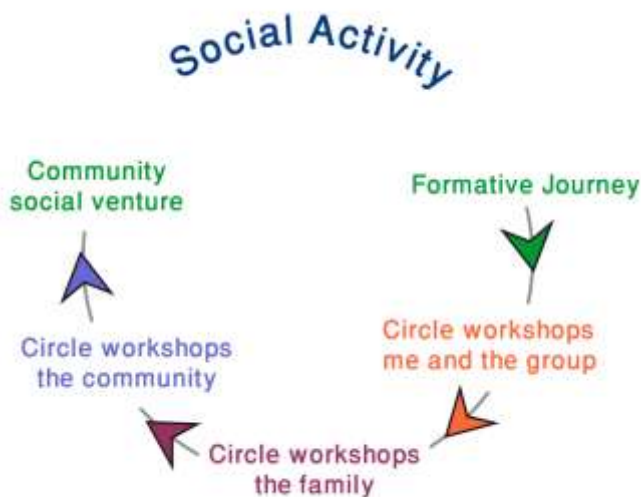 Social Activity
Community
social venture
Formative Journey
Circle workshops
me and the group
Circle workshops
the community
Circle workshops
the family